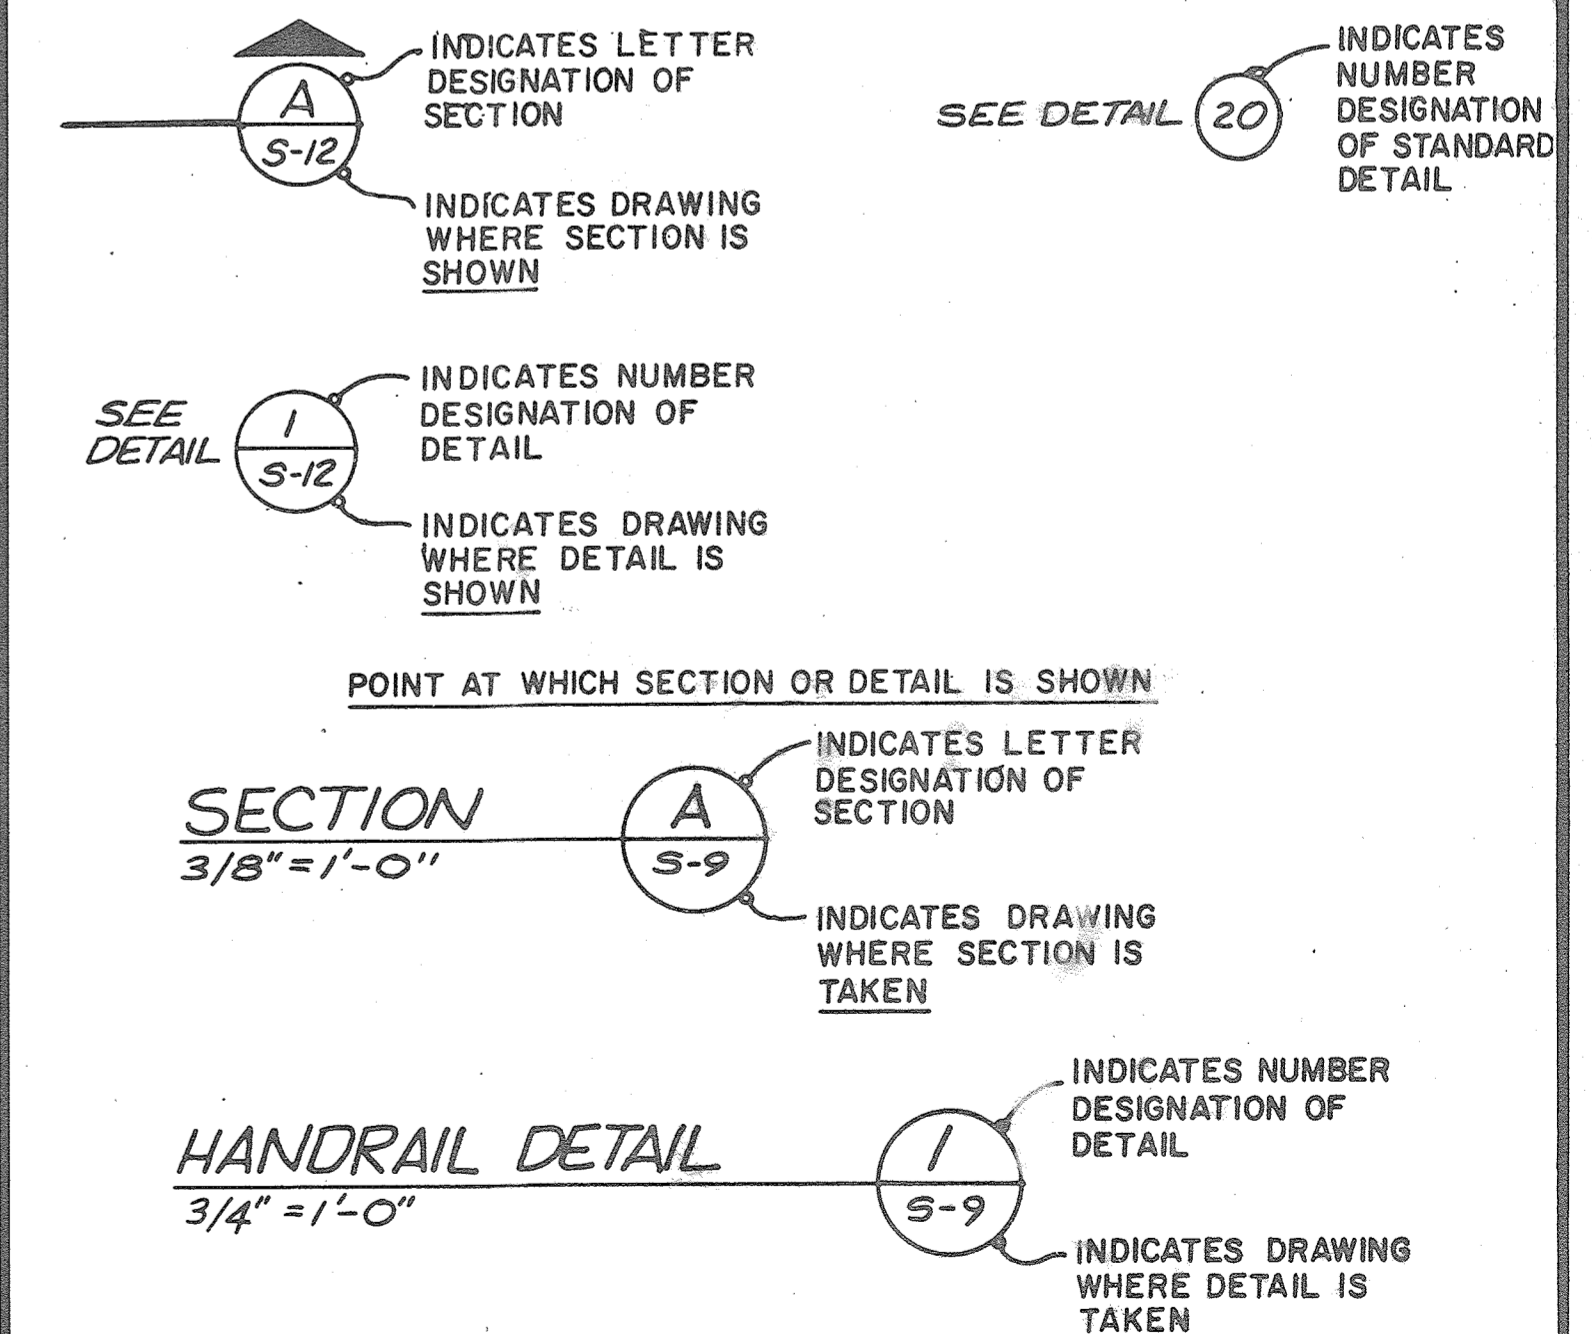 A
S-12
INDICATES LETTER
DESIGNATION OF
SECTION
INDICATES DRAWING
WHERE SECTION IS
SHOWN
SEE DETAIL 20
INDICATES
NUMBER
DESIGNATION
OF STANDARD
DETAIL
SEE
DETAIL
1
S-12
INDICATES NUMBER
DESIGNATION OF
DETAIL
INDICATES DRAWING
WHERE DETAIL IS
SHOWN
POINT AT WHICH SECTION OR DETAIL IS SHOWN
SECTION
3/8" = 1'-0"
A
S-9
INDICATES LETTER
DESIGNATION OF
SECTION
INDICATES DRAWING
WHERE SECTION IS
TAKEN
HANDRAIL DETAIL
3/4" = 1'-0"
1
S-9
INDICATES NUMBER
DESIGNATION OF
DETAIL
INDICATES DRAWING
WHERE DETAIL IS
TAKEN